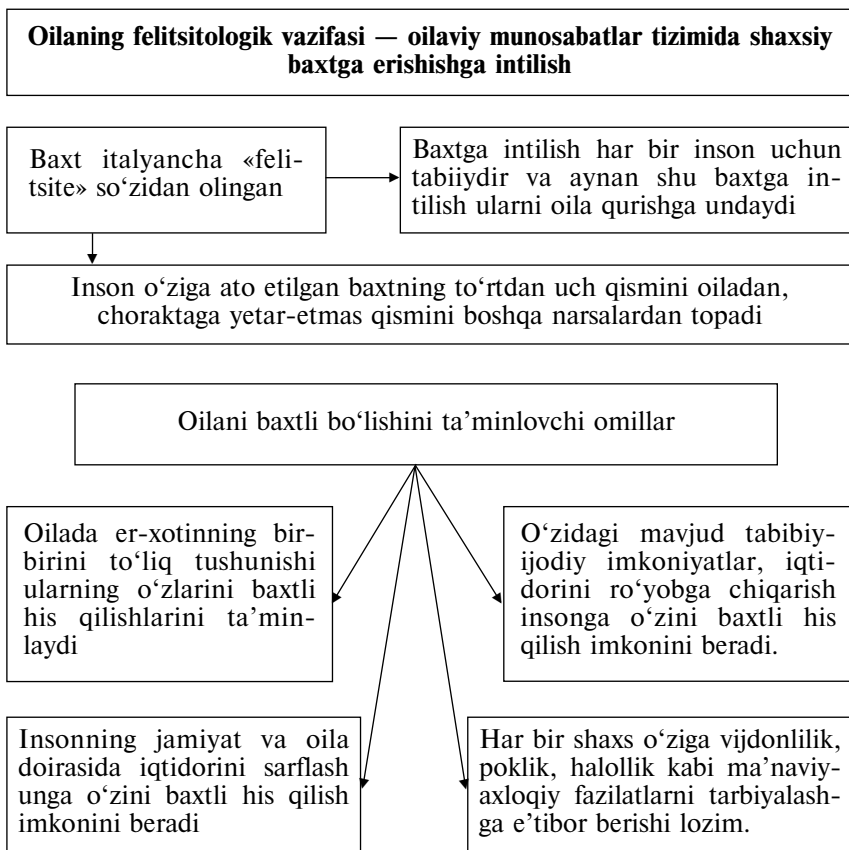 Oilaning felitsitologik vazifasi — oilaviy munosabatlar tizimida shaxsiy
baxtga erishishga intilish
Baxt italyancha «feli-
tsite» so‘zidan olingan
Baxtga intilish har bir inson uchun
tabiiydir va aynan shu baxtga in-
tilish ularni oila qurishga undaydi
Inson o‘ziga ato etilgan baxtning to‘rtdan uch qismini oiladan,
choraktaga yetar-etmas qismini boshqa narsalardan topadi
Oilani baxtli bo‘lishini ta’minlovchi omillar
Oilada er-xotinning bir-
birini to‘liq tushunishi
ularning o‘zlarini baxtli
his qilishlarini ta’min-
laydi
O‘zidagi mavjud tabibiy-
ijodiy imkoniyatlar, iqti-
dorini ro‘yobga chiqarish
insonga o‘zini baxtli his
qilish imkonini beradi.
Insonning jamiyat va oila
doirasida iqtidorini sarflash
unga o‘zini baxtli his qilish
imkonini beradi
Har bir shaxs o‘ziga vijdonlilik,
poklik, halollik kabi ma’naviy-
axloqiy fazilatlarni tarbiyalash-
ga e’tibor berishi lozim.